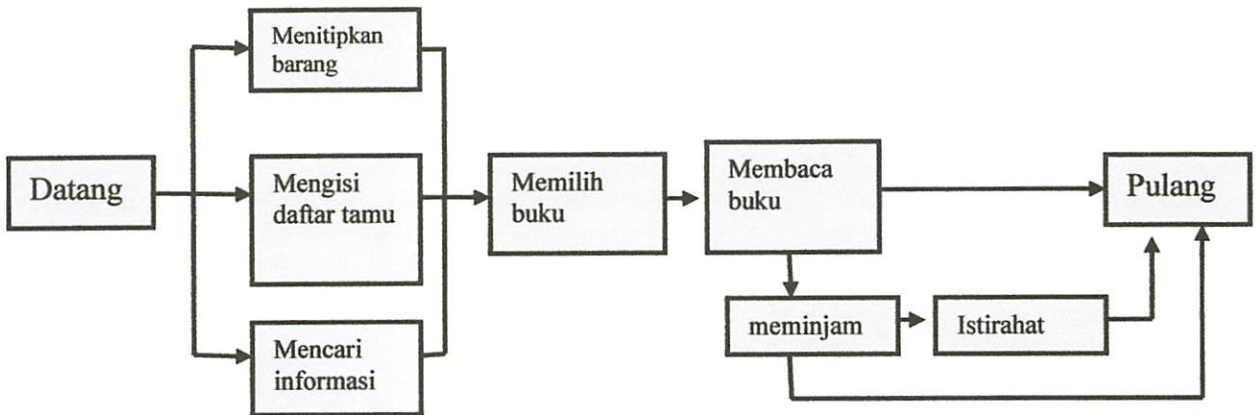 Datang
Menitipkan
barang
Mengisi
daftar tamu
Mencari
informasi
Memilih
buku
Membaca
buku
meminjam
Istirahat
Pulang